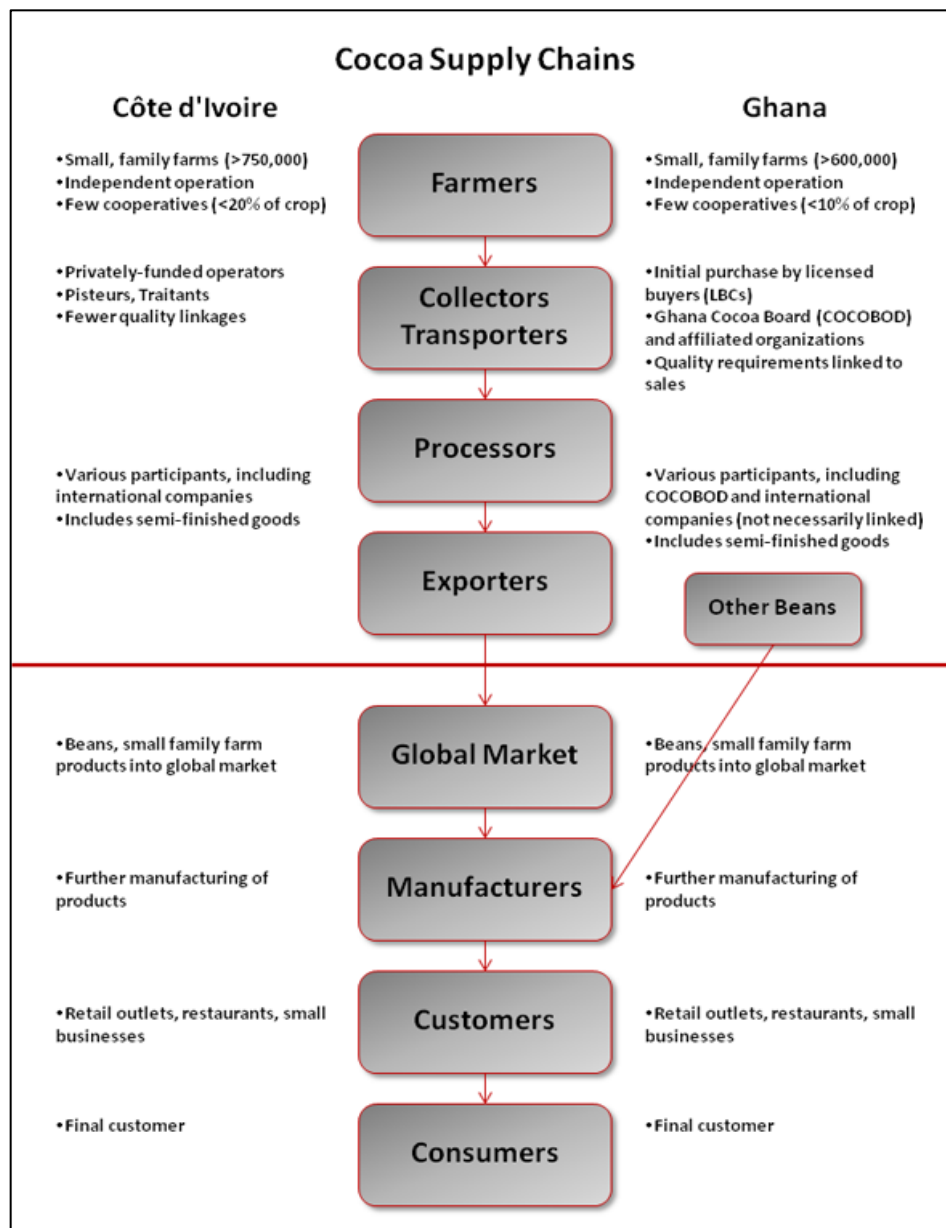 Cocoa Supply Chains
Côte d'Ivoire
Ghana
•Small, family farms (>750,000)
•Independent operation
•Few cooperatives (<20% of crop)
Farmers
•Small, family farms (>600,000)
•Independent operation
•Few cooperatives (<10% of crop)
•Privately-funded operators
•Pisteurs, Traitants
•Fewer quality linkages
Collectors
Transporters
•Initial purchase by licensed
buyers (LBCs)
•Ghana Cocoa Board (COCOBOD)
and affiliated organizations
•Quality requirements linked to
sales
Processors
•Various participants, including
international companies
•Includes semi-finished goods
•Various participants, including
COCOBOD and international
companies (not necessarily linked)
•Includes semi-finished goods
Exporters
Other Beans
•Beans, small family farm
products into global market
Global Market
•Beans, small family farm
products into global market
•Further manufacturing of
products
Manufacturers
•Further manufacturing of
products
•Retail outlets, restaurants, small
businesses
Customers
•Retail outlets, restaurants, small
businesses
•Final customer
Consumers
•Final customer